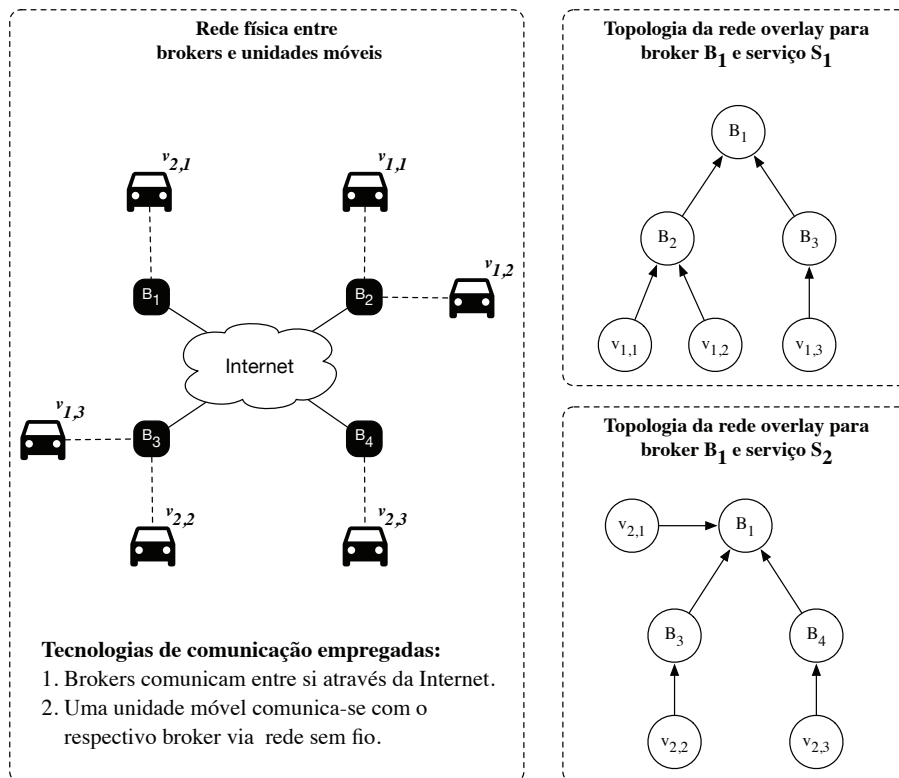 Rede física entre
brokers e unidades móveis
v2,1
v1,1
v1,2
B1
B2
Internet
v1,3
B3
B4
v2,2
v2,3
Tecnologias de comunicação empregadas:
1. Brokers comunicam entre si através da Internet.
2. Uma unidade móvel comunica-se com o
respectivo broker via rede sem fio.
Topologia da rede overlay para
broker B1 e serviço S1
B1
B2
B3
v1,1
v1,2
v1,3
Topologia da rede overlay para
broker B1 e serviço S2
v2,1
B1
B3
B4
v2,2
v2,3